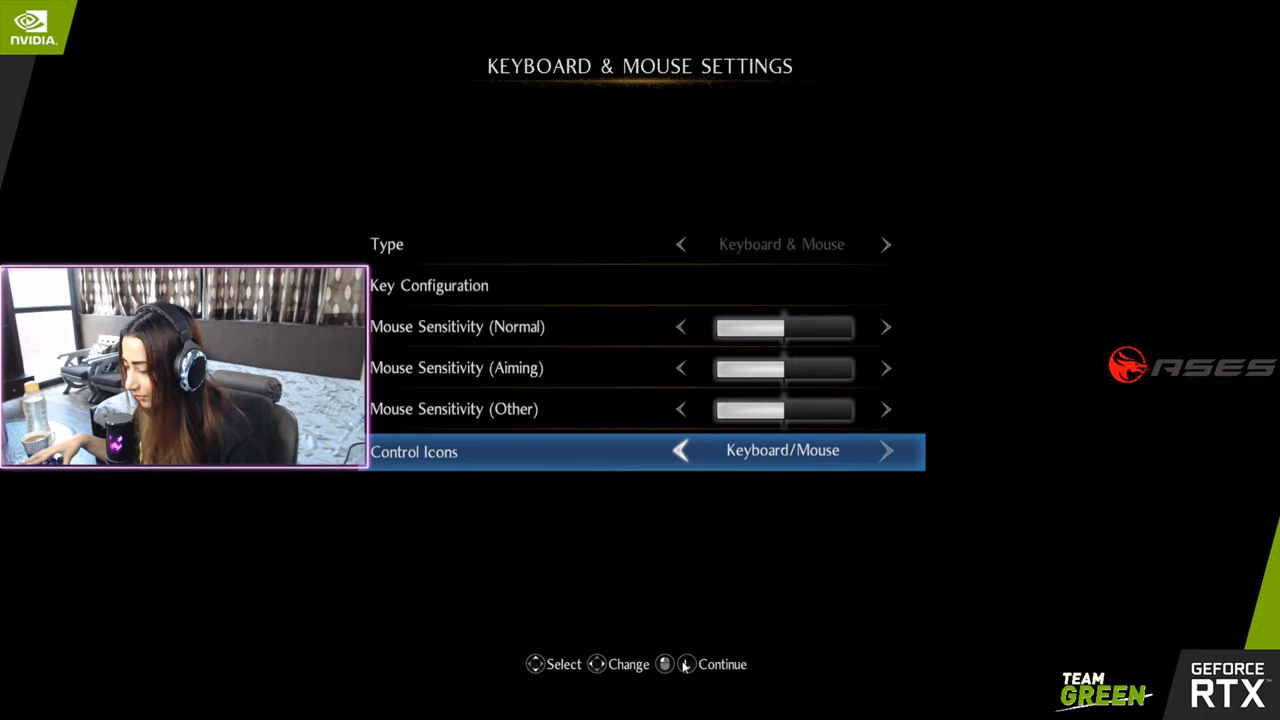 NVIDIA.
KEYBOARD & MOUSE SETTINGS
Type Keyboard & Mouse
Key Configuration
Mouse Sensitivity (Normal)
Mouse Sensitivity (Aiming)
Mouse Sensitivity (Other)
Control Icons Keyboard/Mouse
ASES
Select Change Continue
TEAM
GREEN
GEFORCE
RTX™